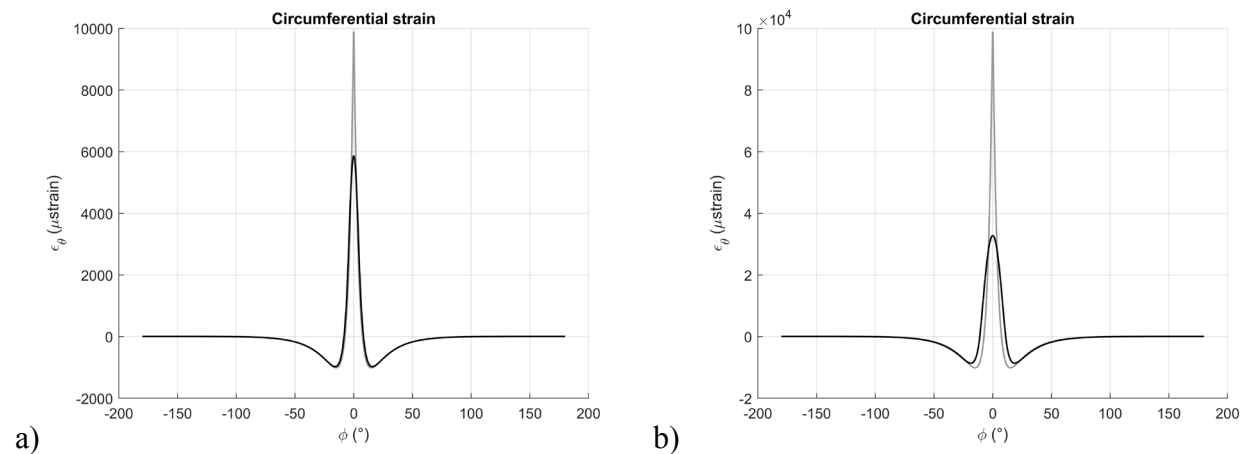 Circumferential strain
10000
8000
6000
4000
2000
0
-2000
ϵθ (μstrain)
-200 -150 -100 -50 0 50 100 150 200
ϕ (°)
a)
Circumferential strain
×10⁴
10
8
6
4
2
0
-2
ϵθ (μstrain)
-200 -150 -100 -50 0 50 100 150 200
ϕ (°)
b)